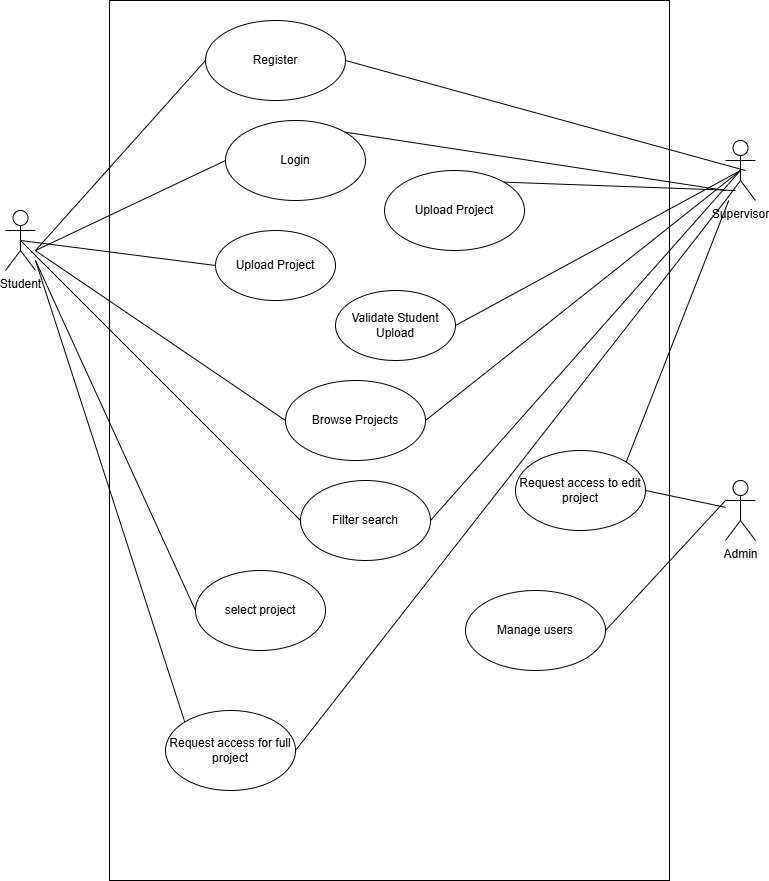 Register
Login
Upload Project
Supervisor
Upload Project
Student
Validate Student
Upload
Browse Projects
Request access to edit
project
Filter search
Admin
select project
Manage users
Request access for full
project